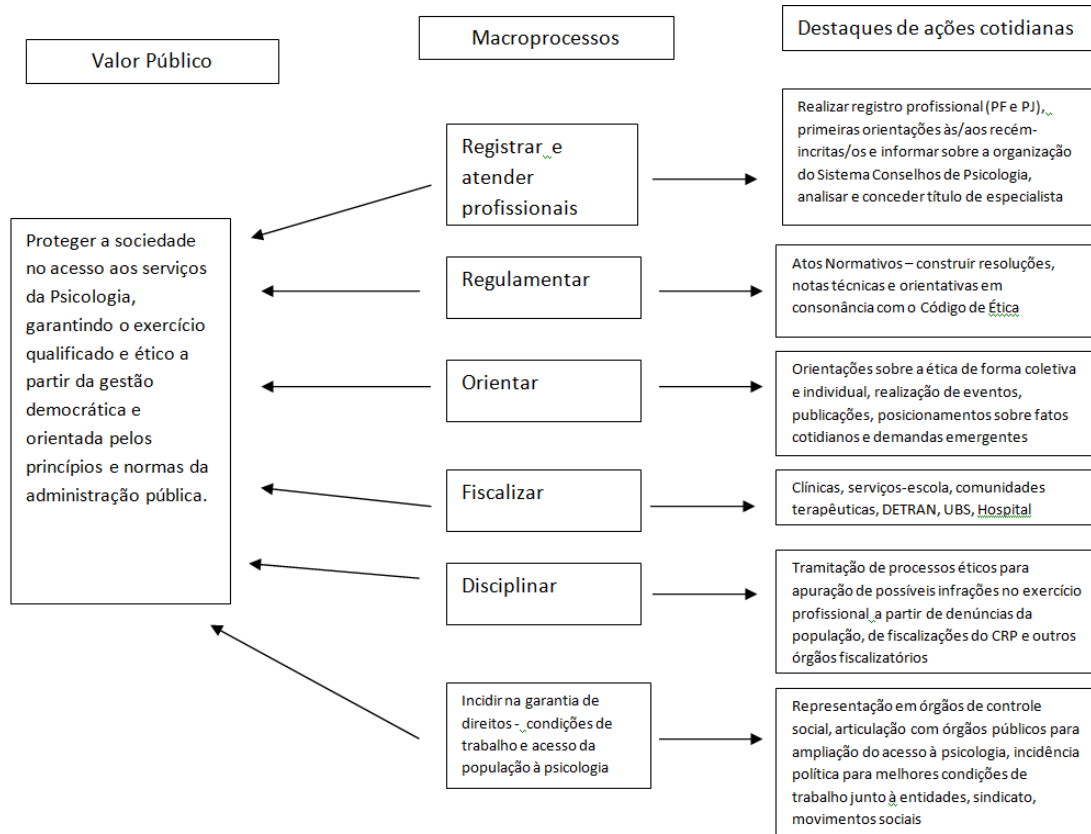 Valor Público
Macroprocessos
Destaques de ações cotidianas
Proteger a sociedade
no acesso aos serviços
da Psicologia,
garantindo o exercício
qualificado e ético a
partir da gestão
democrática e
orientada pelos
princípios e normas da
administração pública.
Registrar e
atender
profissionais
Realizar registro profissional (PF e PJ),
primeiras orientações às/aos recém-
incritas/os e informar sobre a organização
do Sistema Conselhos de Psicologia,
analisar e conceder título de especialista
Regulamentar
Atos Normativos – construir resoluções,
notas técnicas e orientativas em
consonância com o Código de Ética
Orientar
Orientações sobre a ética de forma coletiva
e individual, realização de eventos,
publicações, posicionamentos sobre fatos
cotidianos e demandas emergentes
Fiscalizar
Clínicas, serviços-escola, comunidades
terapêuticas, DETRAN, UBS, Hospital
Disciplinar
Tramitação de processos éticos para
apuração de possíveis infrações no exercício
profissional a partir de denúncias da
população, de fiscalizações do CRP e outros
órgãos fiscalizatórios
Incidir na garantia de
direitos - condições de
trabalho e acesso da
população à psicologia
Representação em órgãos de controle
social, articulação com órgãos públicos para
ampliação do acesso à psicologia, incidência
política para melhores condições de
trabalho junto à entidades, sindicato,
movimentos sociais